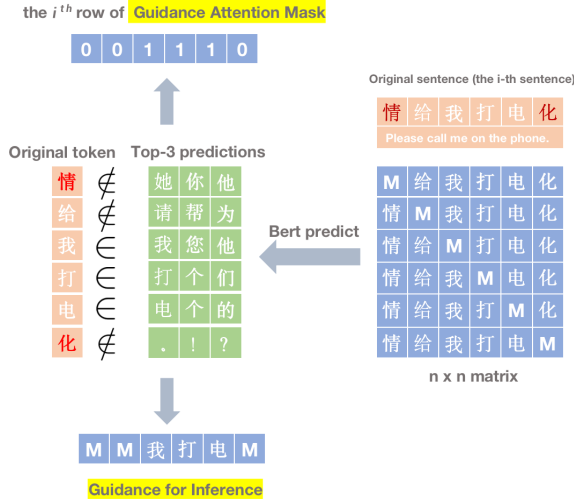 the i th row of Guidance Attention Mask
0 0 1 1 1 0
Original sentence (the i-th sentence)
情 给 我 打 电 化
Please call me on the phone.
Original token
Top-3 predictions
情 ∉ 她 你 他
给 ∉ 请 帮 为
我 ∈ 我 您 他
打 ∈ 打 个 们
电 ∈ 电 个 的
化 ∉ . ! ?
Bert predict
M 给 我 打 电 化
情 M 我 打 电 化
情 给 M 打 电 化
情 给 我 M 电 化
情 给 我 打 M 化
情 给 我 打 电 M
n x n matrix
M M 我 打 电 M
Guidance for Inference